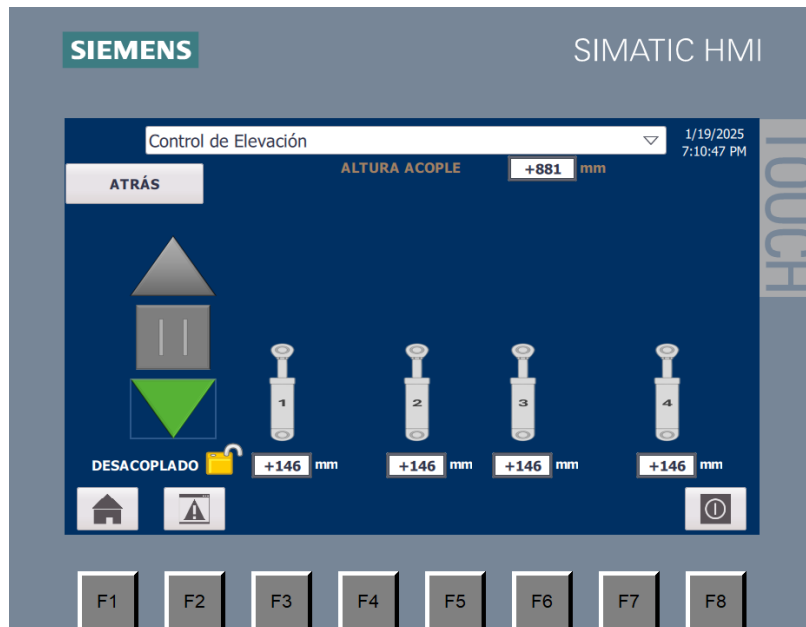 SIEMENS
SIMATIC HMI
TOUCH
Control de Elevación
1/19/2025
7:10:47 PM
ATRÁS
ALTURA ACOPLE +881 mm
1 2 3 4
DESACOPLADO +146 mm +146 mm +146 mm +146 mm
F1 F2 F3 F4 F5 F6 F7 F8